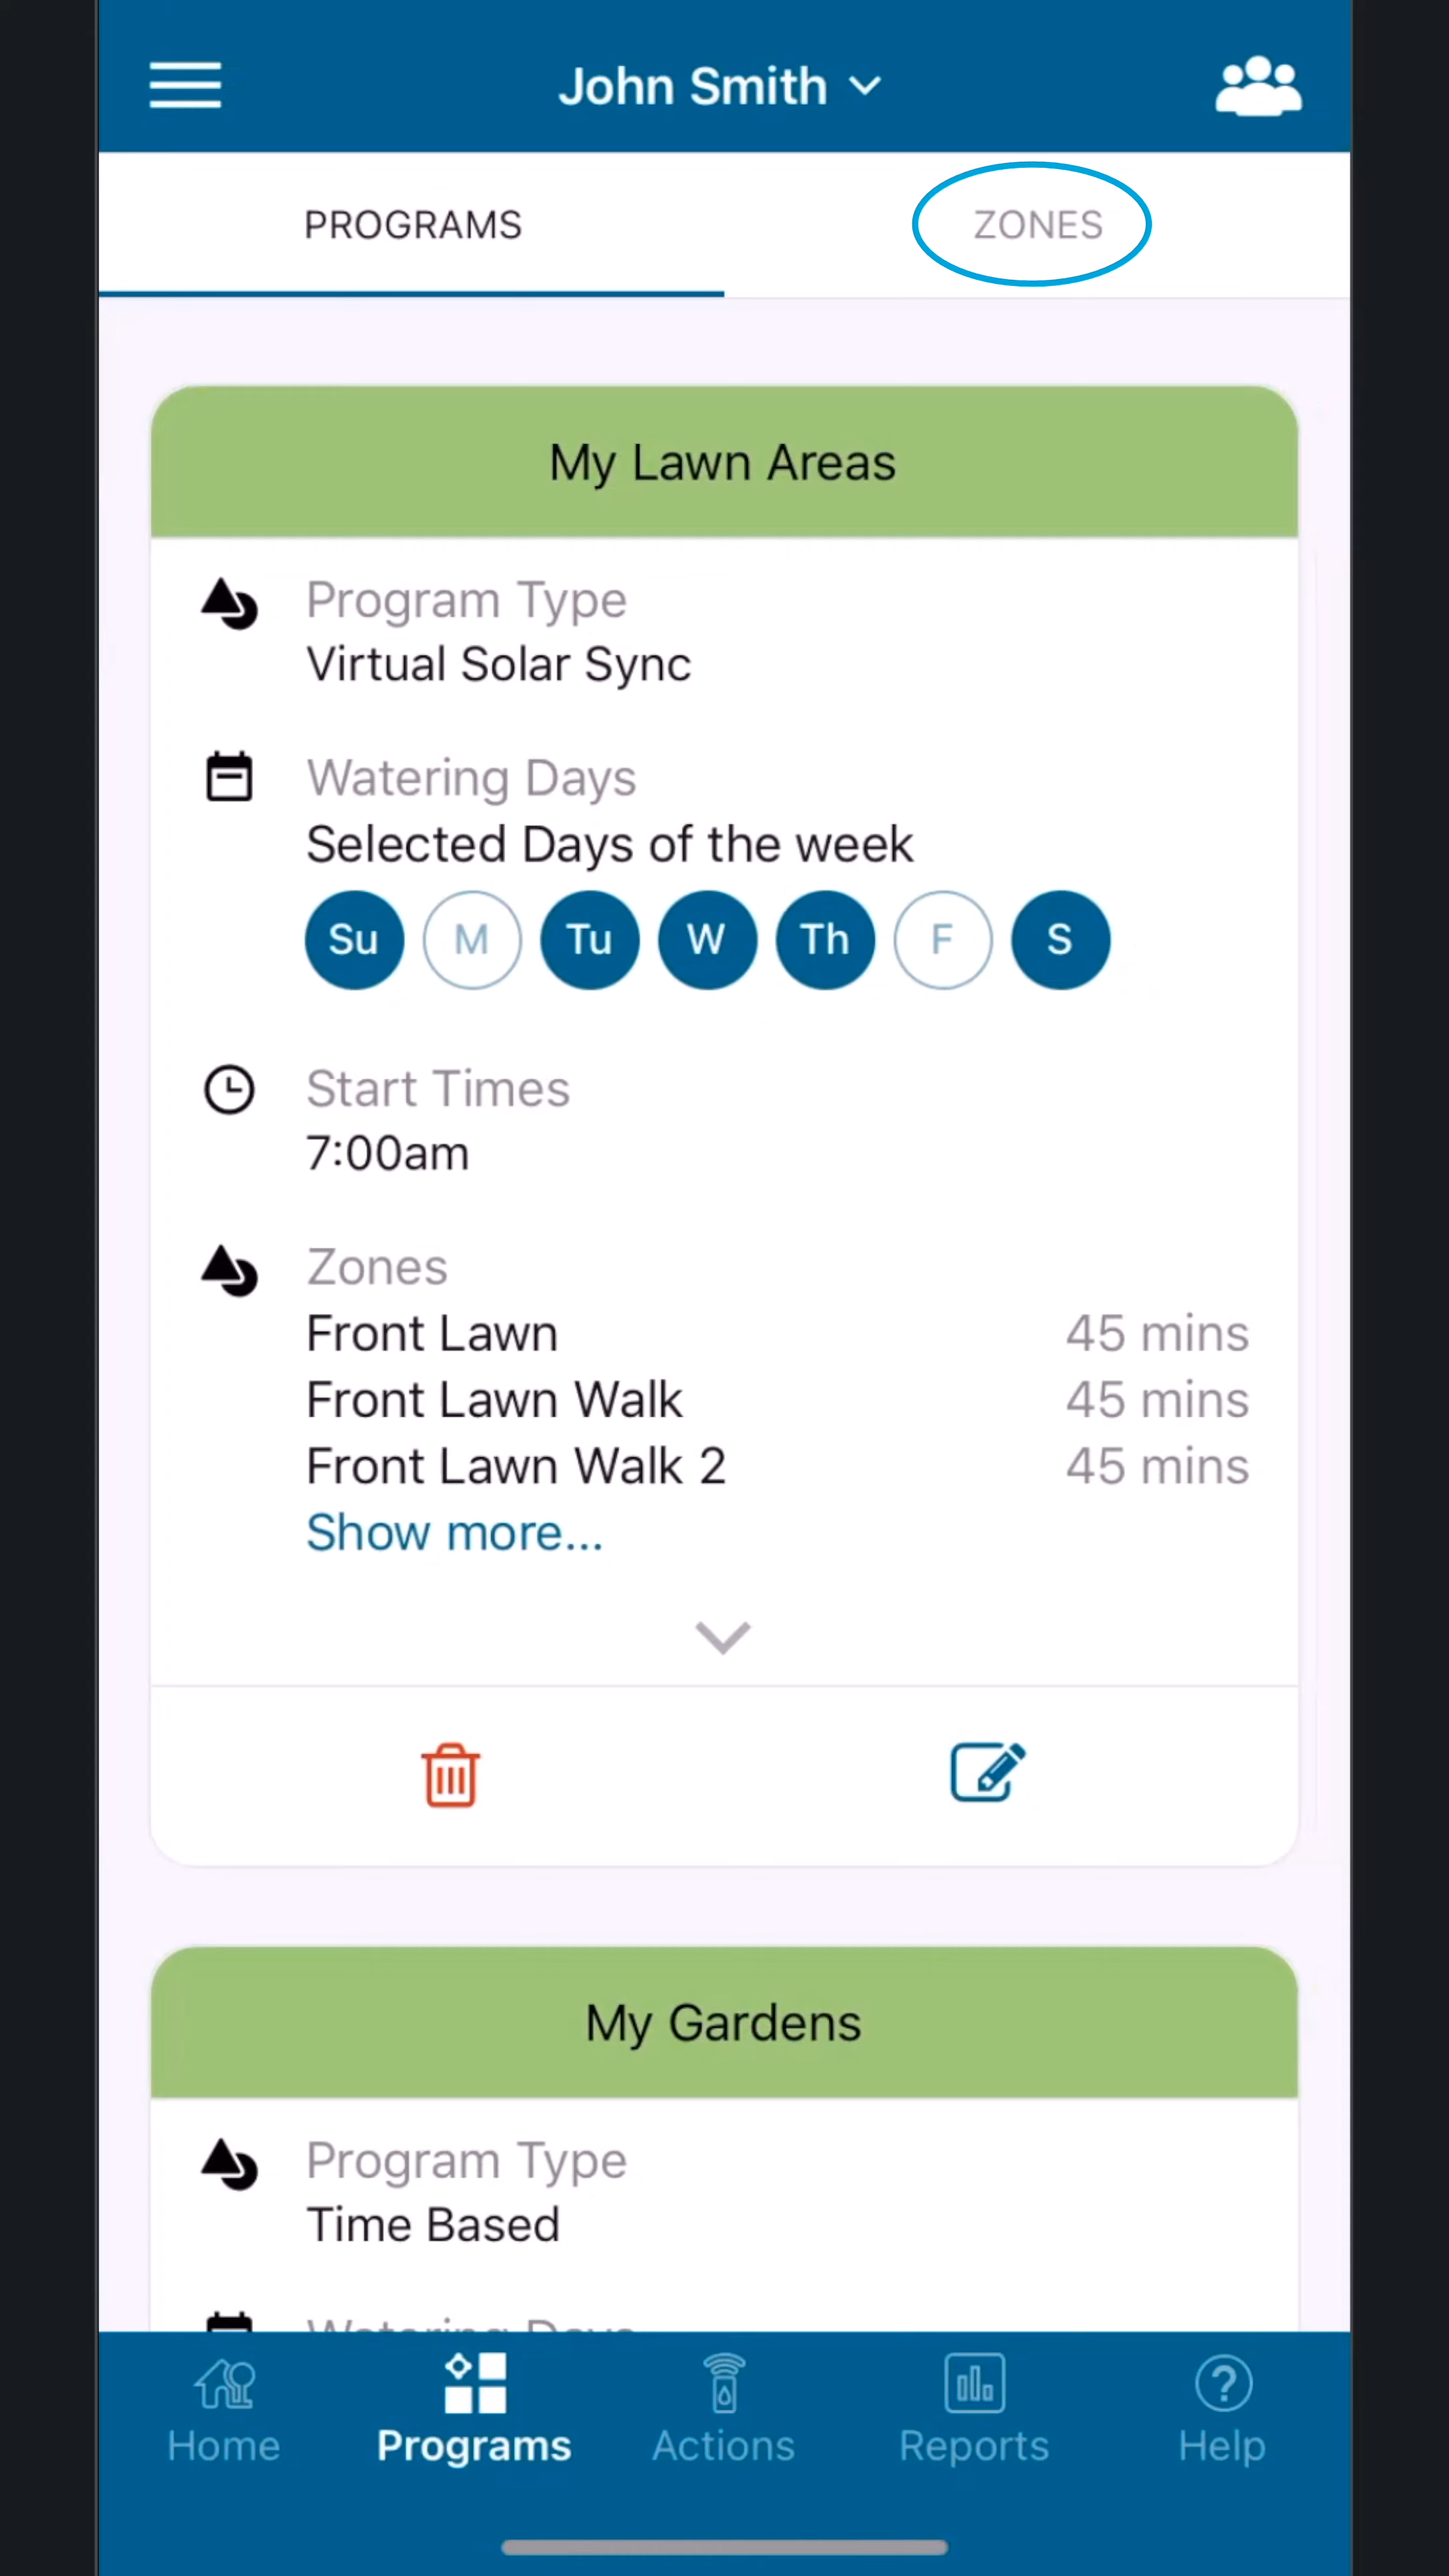 John Smith
PROGRAMS
ZONES
My Lawn Areas
Program Type
Virtual Solar Sync
Watering Days
Selected Days of the week
Su M Tu W Th F S
Start Times
7:00am
Zones
Front Lawn 45 mins
Front Lawn Walk 45 mins
Front Lawn Walk 2 45 mins
Show more...
My Gardens
Program Type
Time Based
Watering Days
Home Programs Actions Reports Help